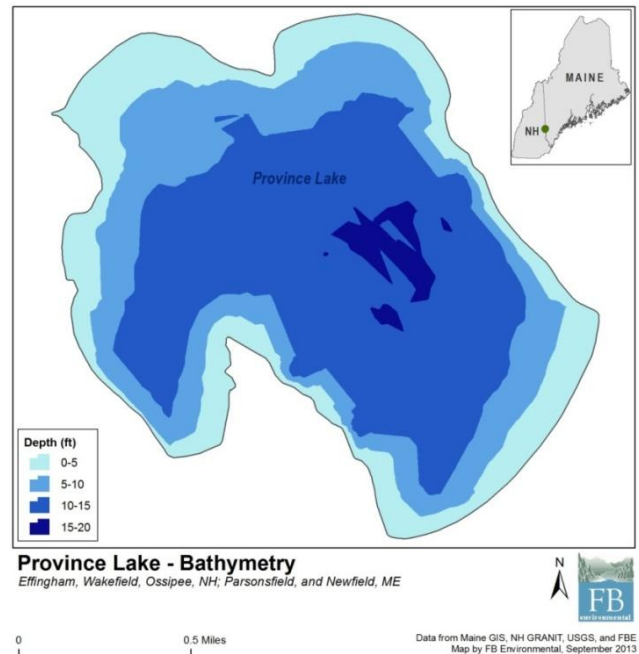 MAINE
NH
Province Lake
Depth (ft)
0-5
5-10
10-15
15-20
Province Lake - Bathymetry
Effingham, Wakefield, Ossipee, NH; Parsonsfield, and Newfield, ME
N
FB
environmental
0 0.5 Miles
Data from Maine GIS, NH GRANIT, USGS, and FBE
Map by FB Environmental, September 2013